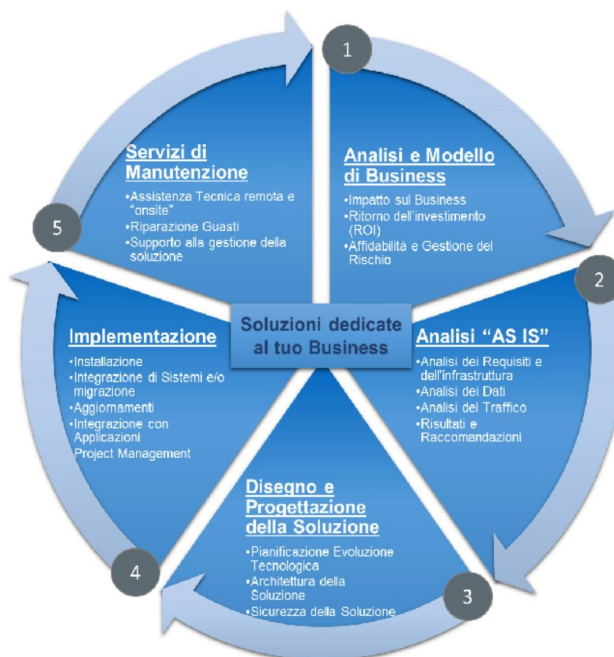 1
Analisi e Modello
di Business
•Impatto sul Business
•Ritorno dell'investimento
(ROI)
•Affidabilità e Gestione del
Rischio
2
Analisi “AS IS”
•Analisi dei Requisiti e
dell'infrastruttura
•Analisi dei Dati
•Analisi del Traffico
•Risultati e
Raccomandazioni
3
Disegno e
Progettazione
della Soluzione
•Pianificazione Evoluzione
Tecnologica
•Architettura della
Soluzione
•Sicurezza della Soluzione
4
Implementazione
•Installazione
•Integrazione di Sistemi e/o
migrazione
•Aggiornamenti
•Integrazione con
Applicazioni
Project Management
5
Servizi di
Manutenzione
•Assistenza Tecnica remota e
“onsite”
•Riparazione Guasti
•Supporto alla gestione della
soluzione
Soluzioni dedicate
al tuo Business